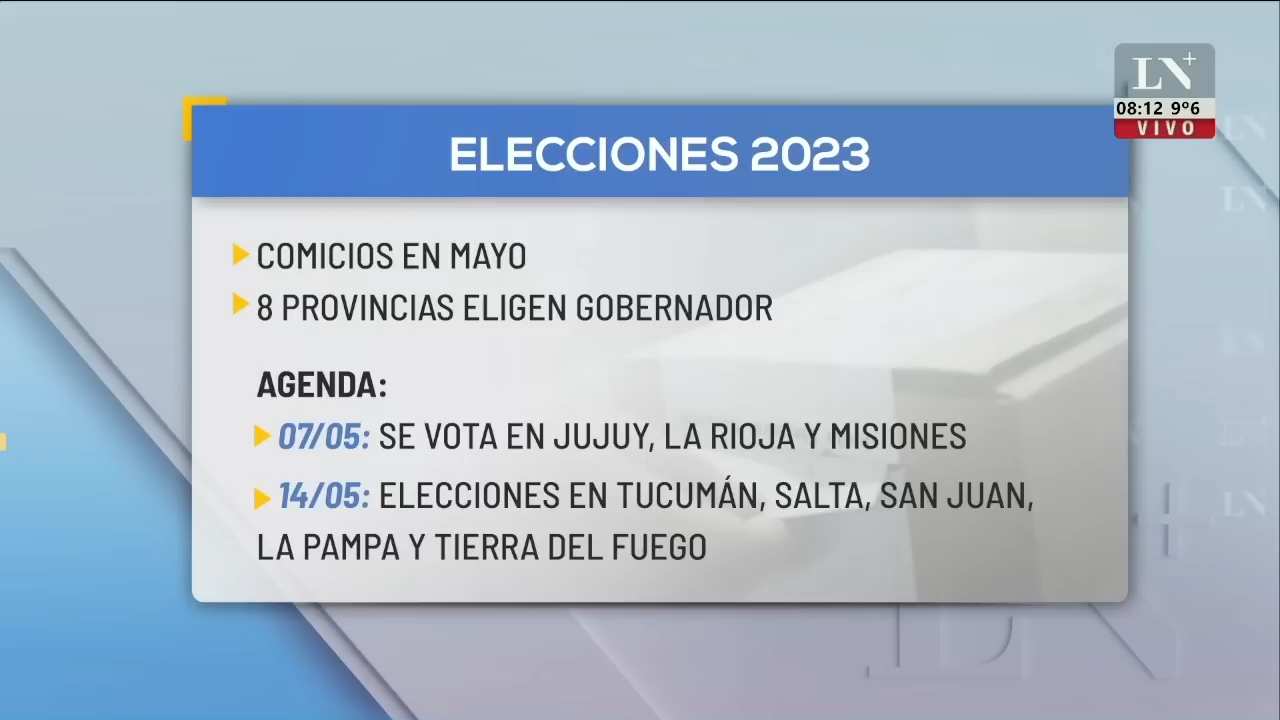 LN+
08:12 9°6
VIVO
ELECCIONES 2023
COMICIOS EN MAYO
8 PROVINCIAS ELIGEN GOBERNADOR
AGENDA:
07/05: SE VOTA EN JUJUY, LA RIOJA Y MISIONES
14/05: ELECCIONES EN TUCUMÁN, SALTA, SAN JUAN,
LA PAMPA Y TIERRA DEL FUEGO